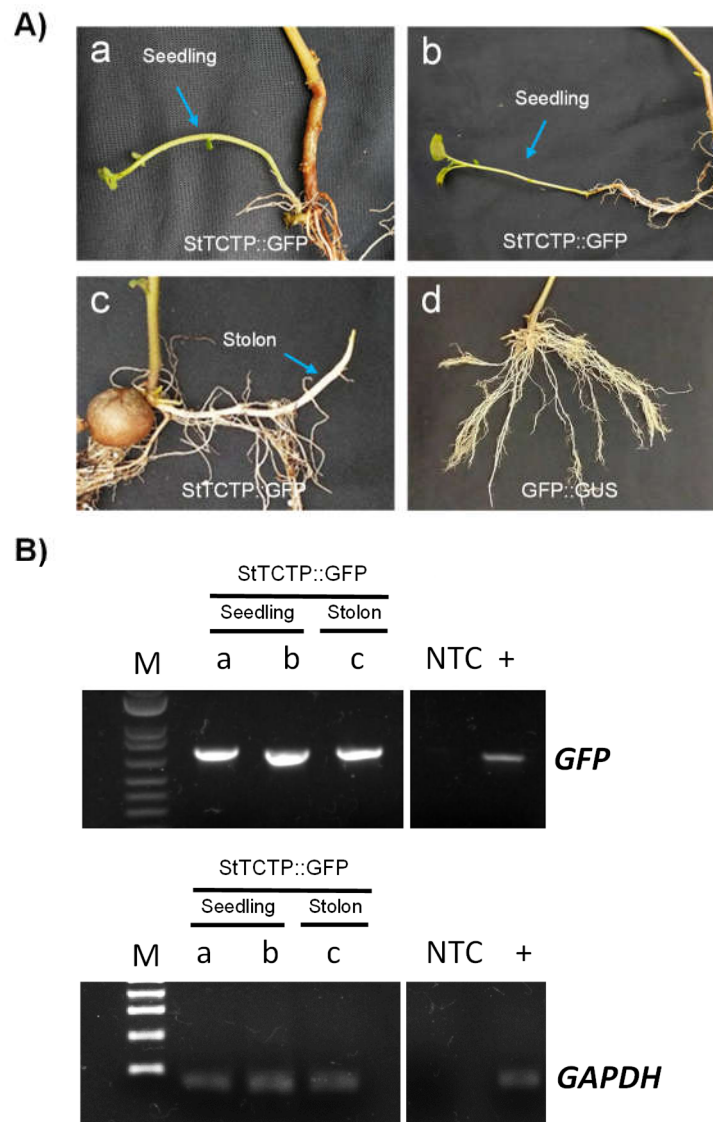 A)
a
Seedling
StTCTP::GFP
b
Seedling
StTCTP::GFP
c
Stolon
StTCTP::GFP
d
GFP::GUS
B)
StTCTP::GFP
Seedling Stolon
M a b c NTC +
GFP
StTCTP::GFP
Seedling Stolon
M a b c NTC +
GAPDH